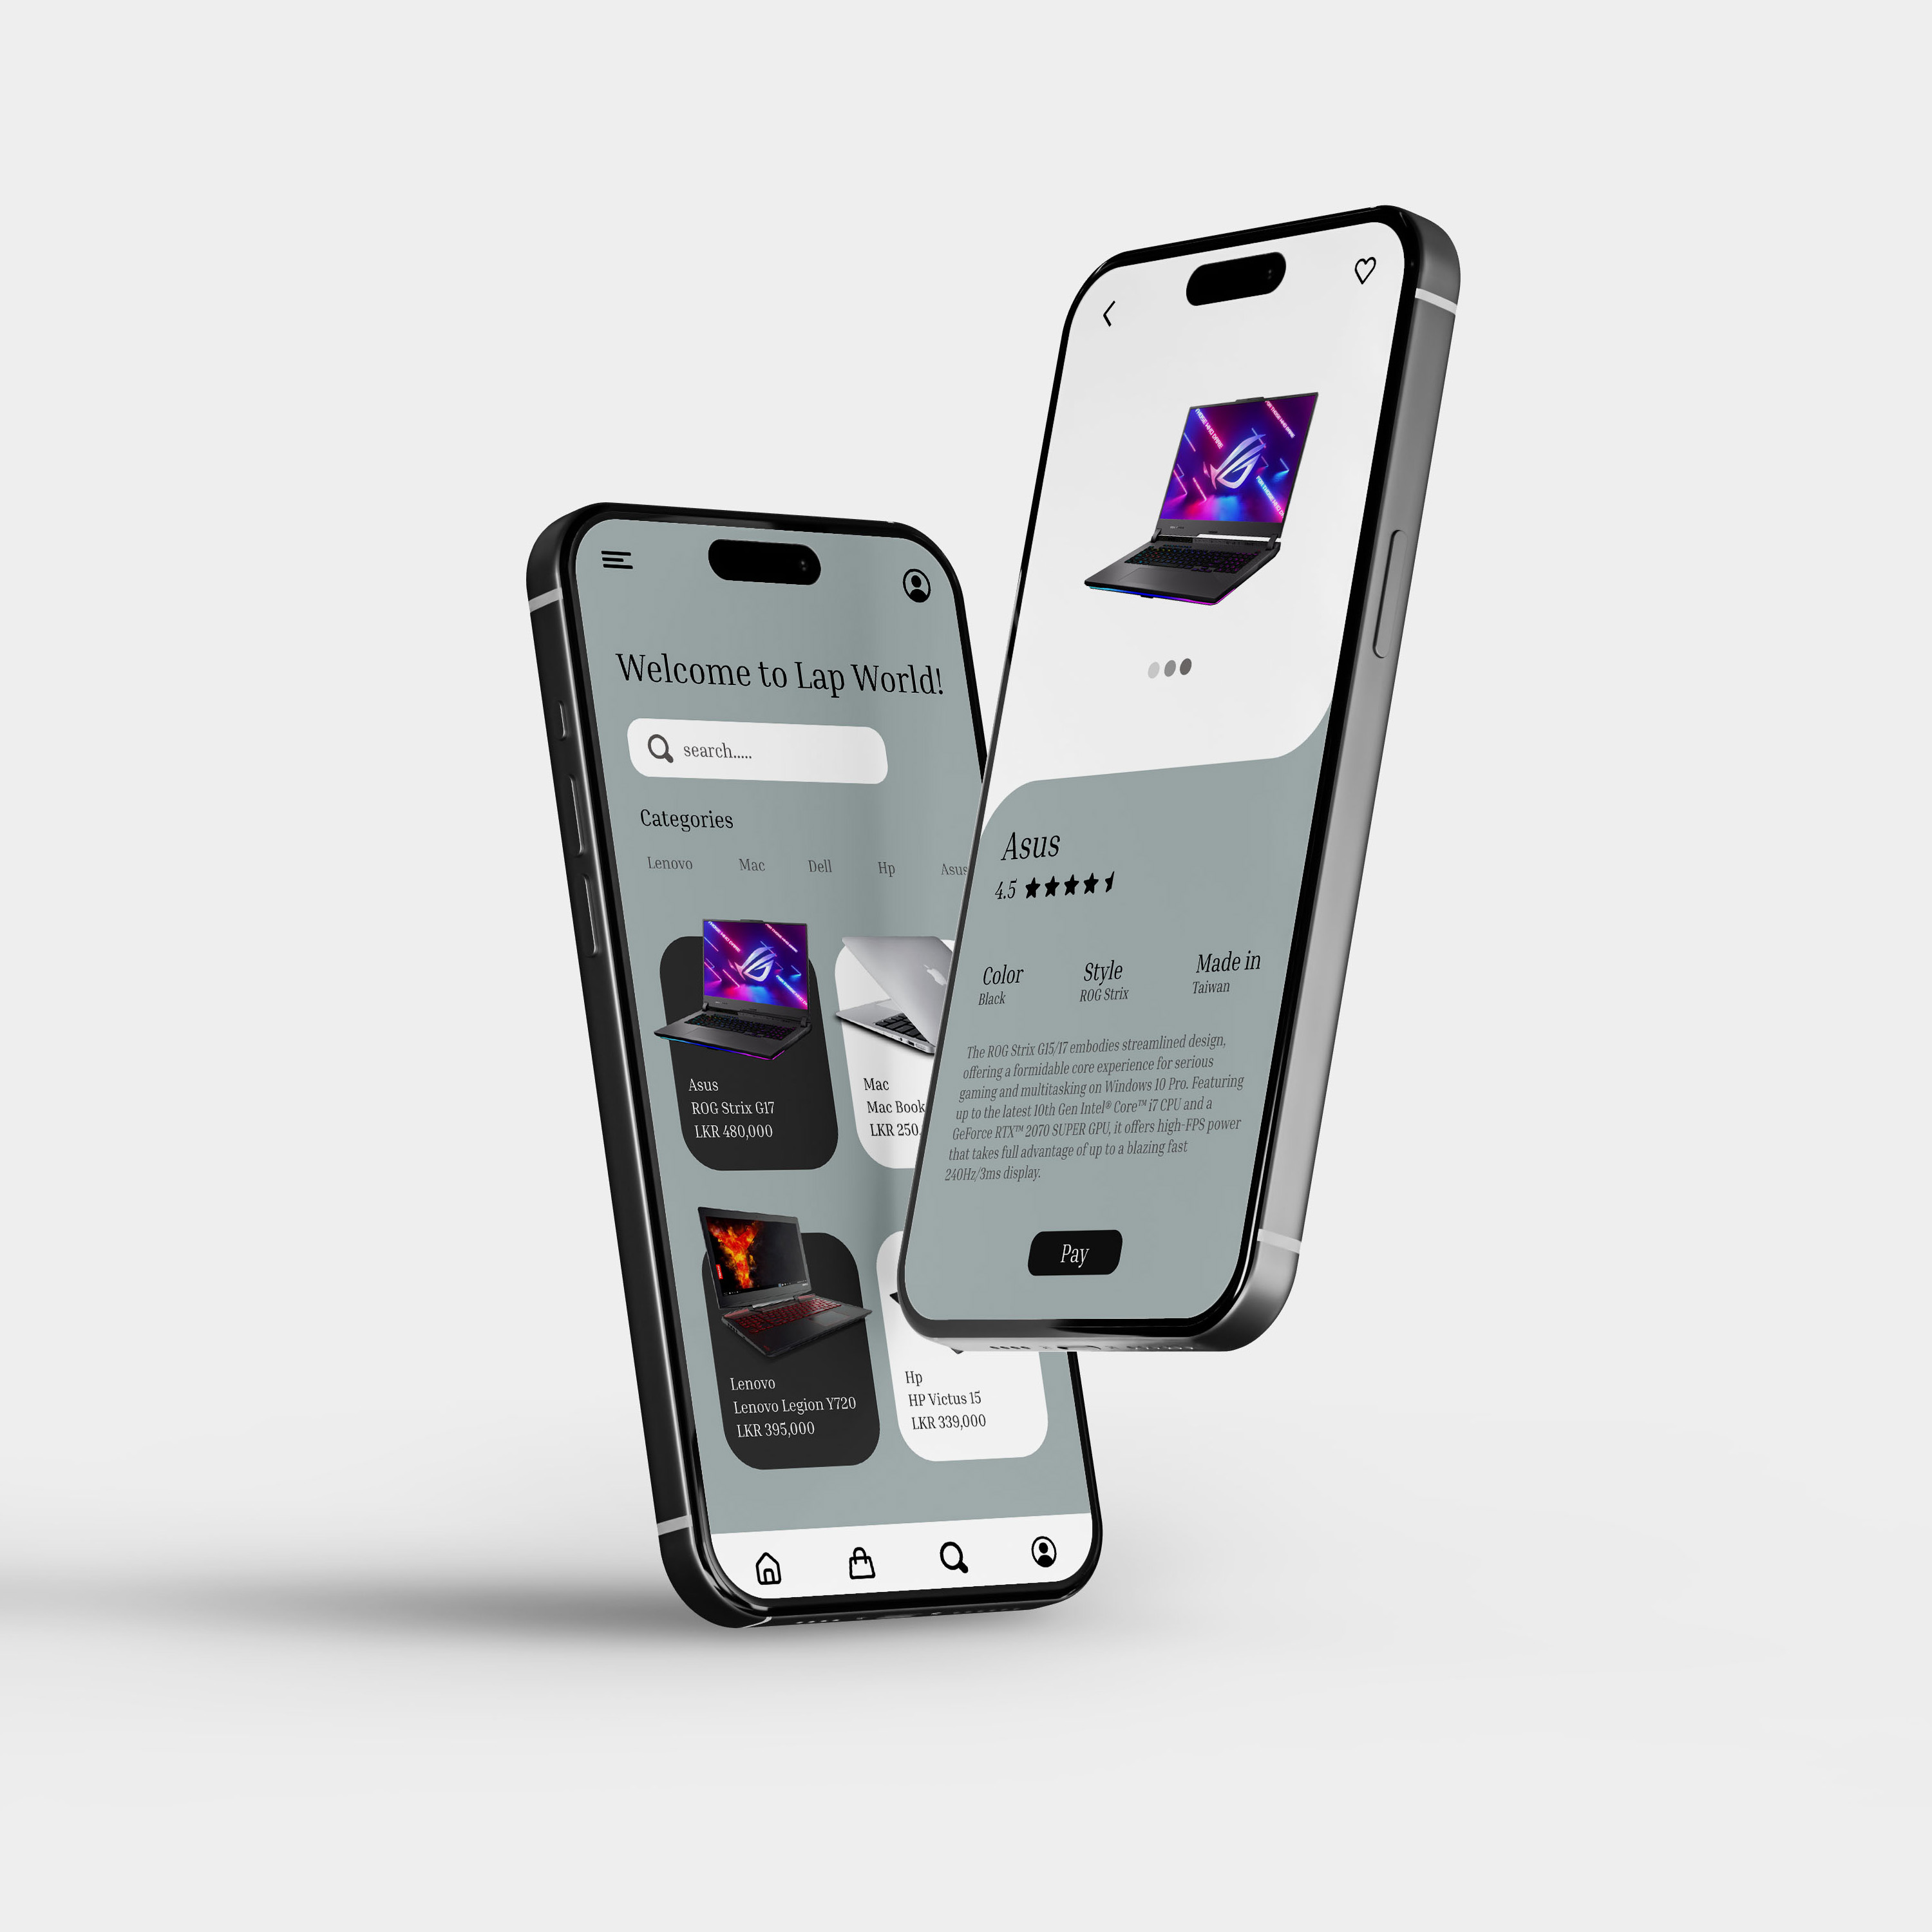 Welcome to Lap World!
search.....
Categories
Lenovo Mac Dell Hp Asus
Asus
ROG Strix G17
LKR 480,000
Mac
Mac Book
LKR 250,
Lenovo
Lenovo Legion Y720
LKR 395,000
Hp
HP Victus 15
LKR 339,000
Asus
4.5
Color Style Made in
Black ROG Strix Taiwan
The ROG Strix G15/17 embodies streamlined design,
offering a formidable core experience for serious
gaming and multitasking on Windows 10 Pro. Featuring
up to the latest 10th Gen Intel® Core™ i7 CPU and a
GeForce RTX™ 2070 SUPER GPU, it offers high-FPS power
that takes full advantage of up to a blazing fast
240Hz/3ms display.
Pay